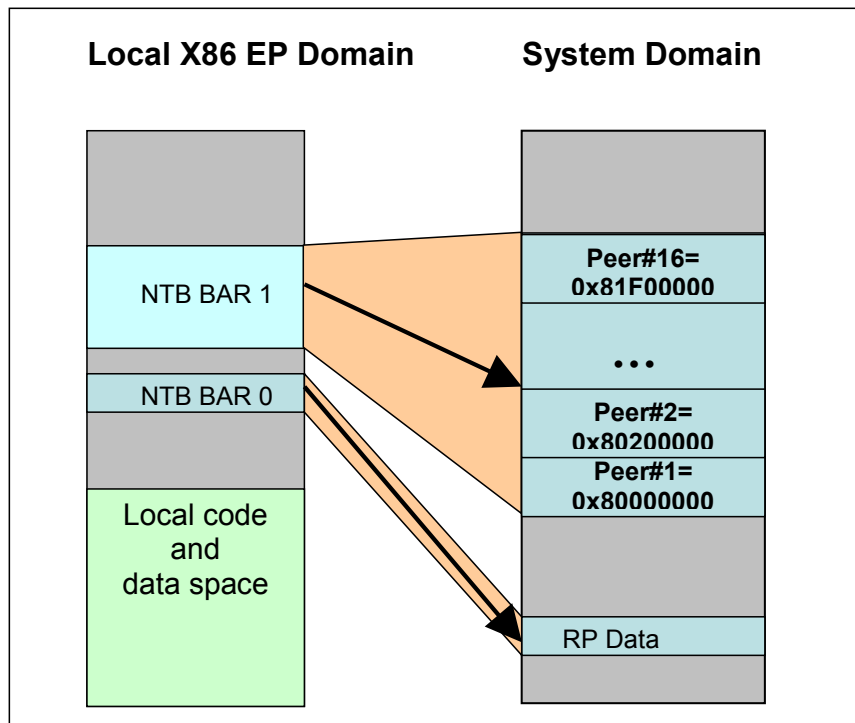 Local X86 EP Domain
System Domain
NTB BAR 1
NTB BAR 0
Local code
and
data space
Peer#16=
0x81F00000
...
Peer#2=
0x80200000
Peer#1=
0x80000000
RP Data